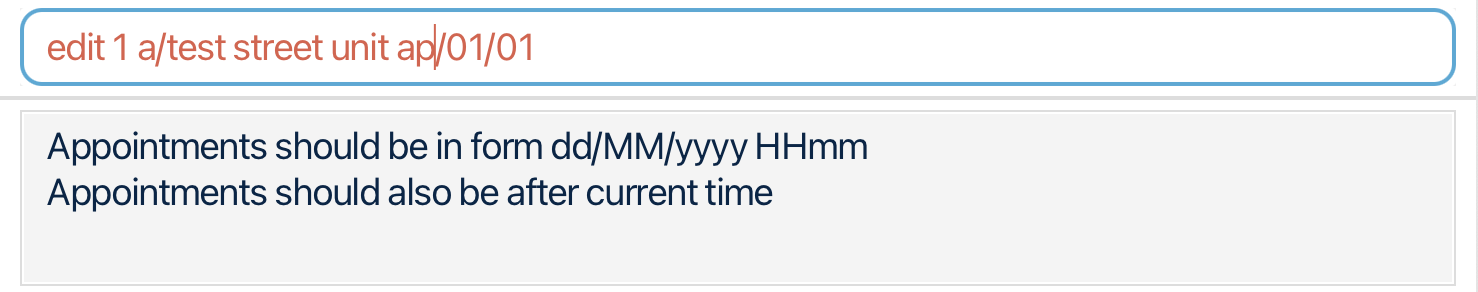 edit 1 a/test street unit ap/01/01
Appointments should be in form dd/MM/yyyy HHmm
Appointments should also be after current time